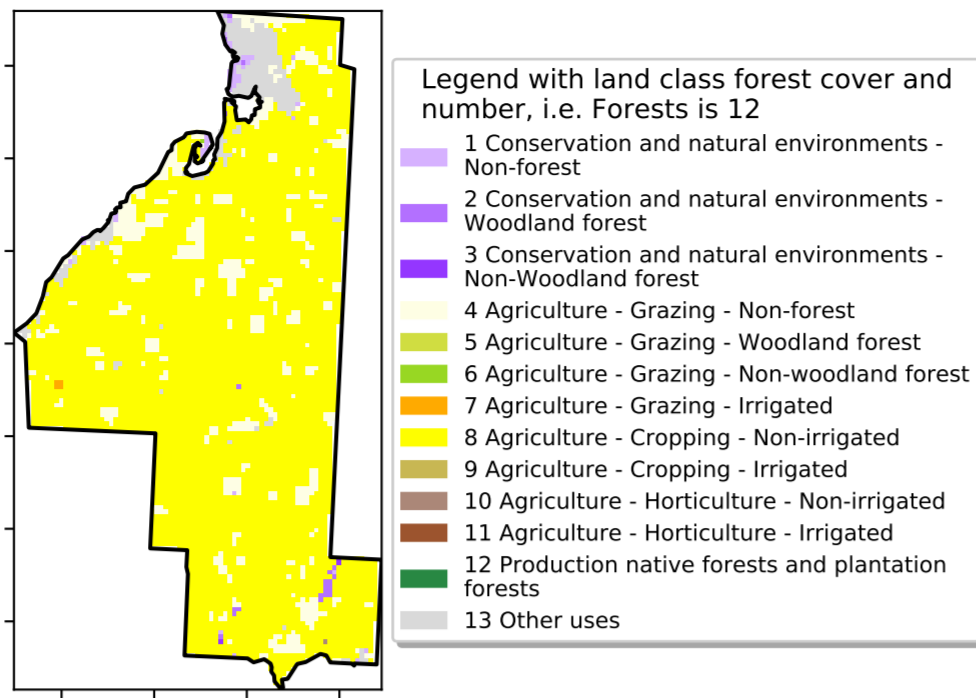 Legend with land class forest cover and
number, i.e. Forests is 12
1 Conservation and natural environments -
Non-forest
2 Conservation and natural environments -
Woodland forest
3 Conservation and natural environments -
Non-Woodland forest
4 Agriculture - Grazing - Non-forest
5 Agriculture - Grazing - Woodland forest
6 Agriculture - Grazing - Non-woodland forest
7 Agriculture - Grazing - Irrigated
8 Agriculture - Cropping - Non-irrigated
9 Agriculture - Cropping - Irrigated
10 Agriculture - Horticulture - Non-irrigated
11 Agriculture - Horticulture - Irrigated
12 Production native forests and plantation
forests
13 Other uses